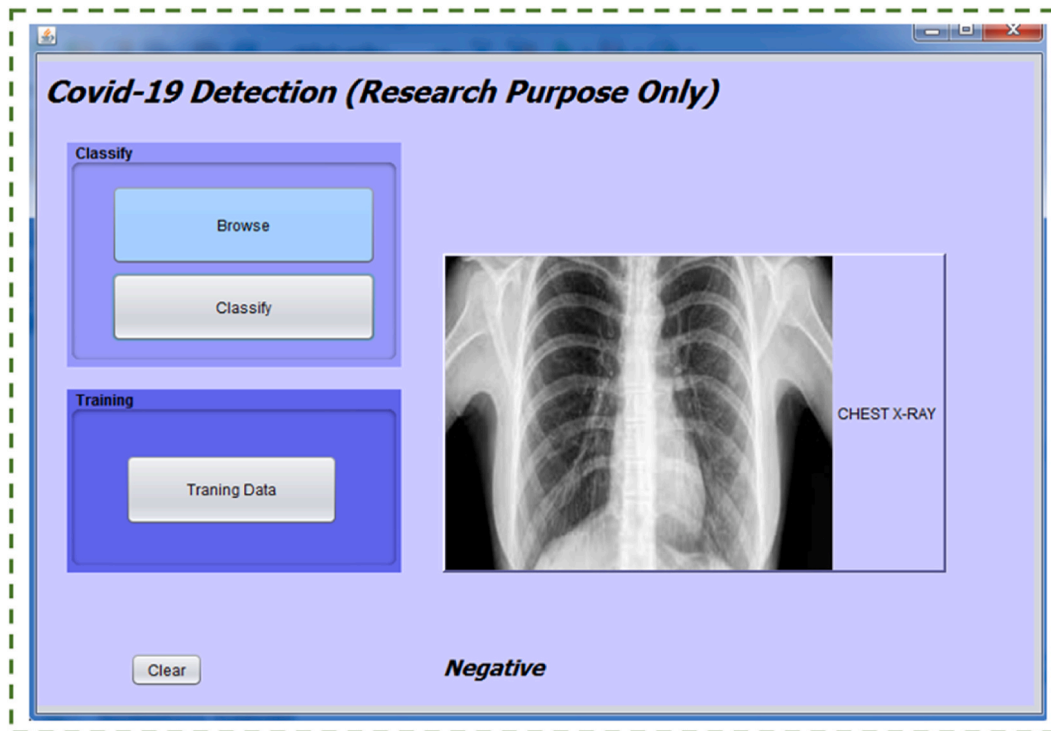 Covid-19 Detection (Research Purpose Only)
Classify
Browse
Classify
CHEST X-RAY
Training
Traning Data
Clear
Negative